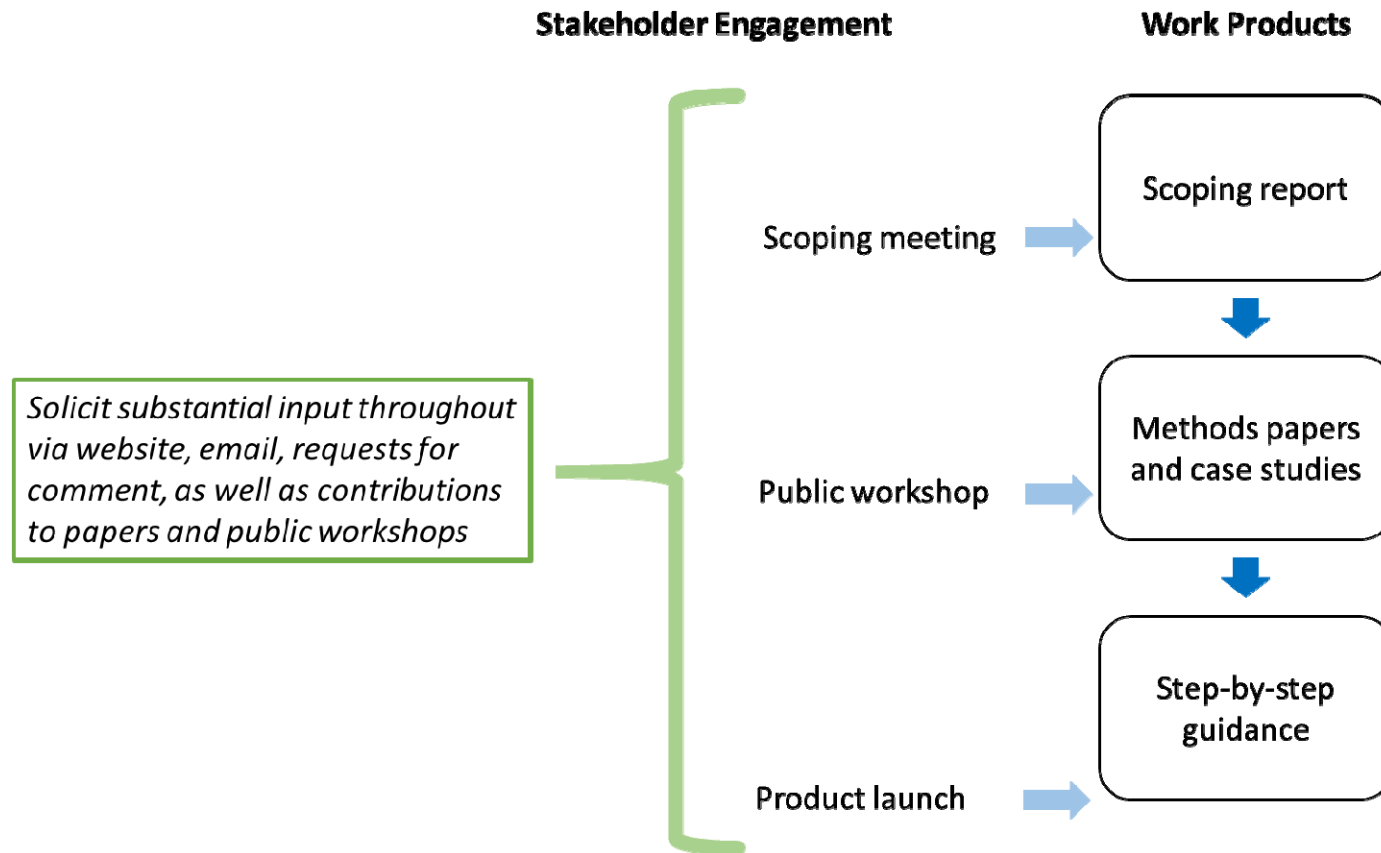 Stakeholder Engagement
Work Products
Scoping report
Scoping meeting
Solicit substantial input throughout
via website, email, requests for
comment, as well as contributions
to papers and public workshops
Methods papers
and case studies
Public workshop
Step-by-step
guidance
Product launch